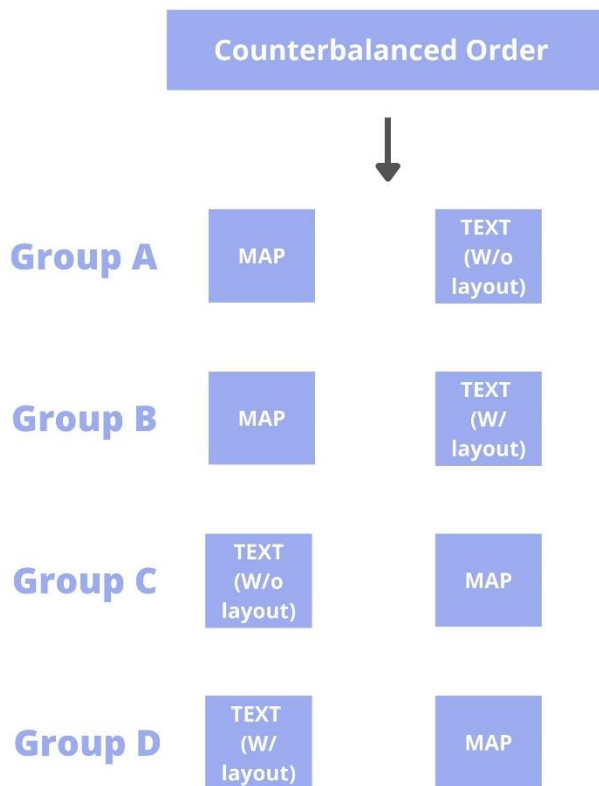 Counterbalanced Order
Group A
MAP
TEXT
(W/o
layout)
Group B
MAP
TEXT
(W/
layout)
Group C
TEXT
(W/o
layout)
MAP
Group D
TEXT
(W/
layout)
MAP